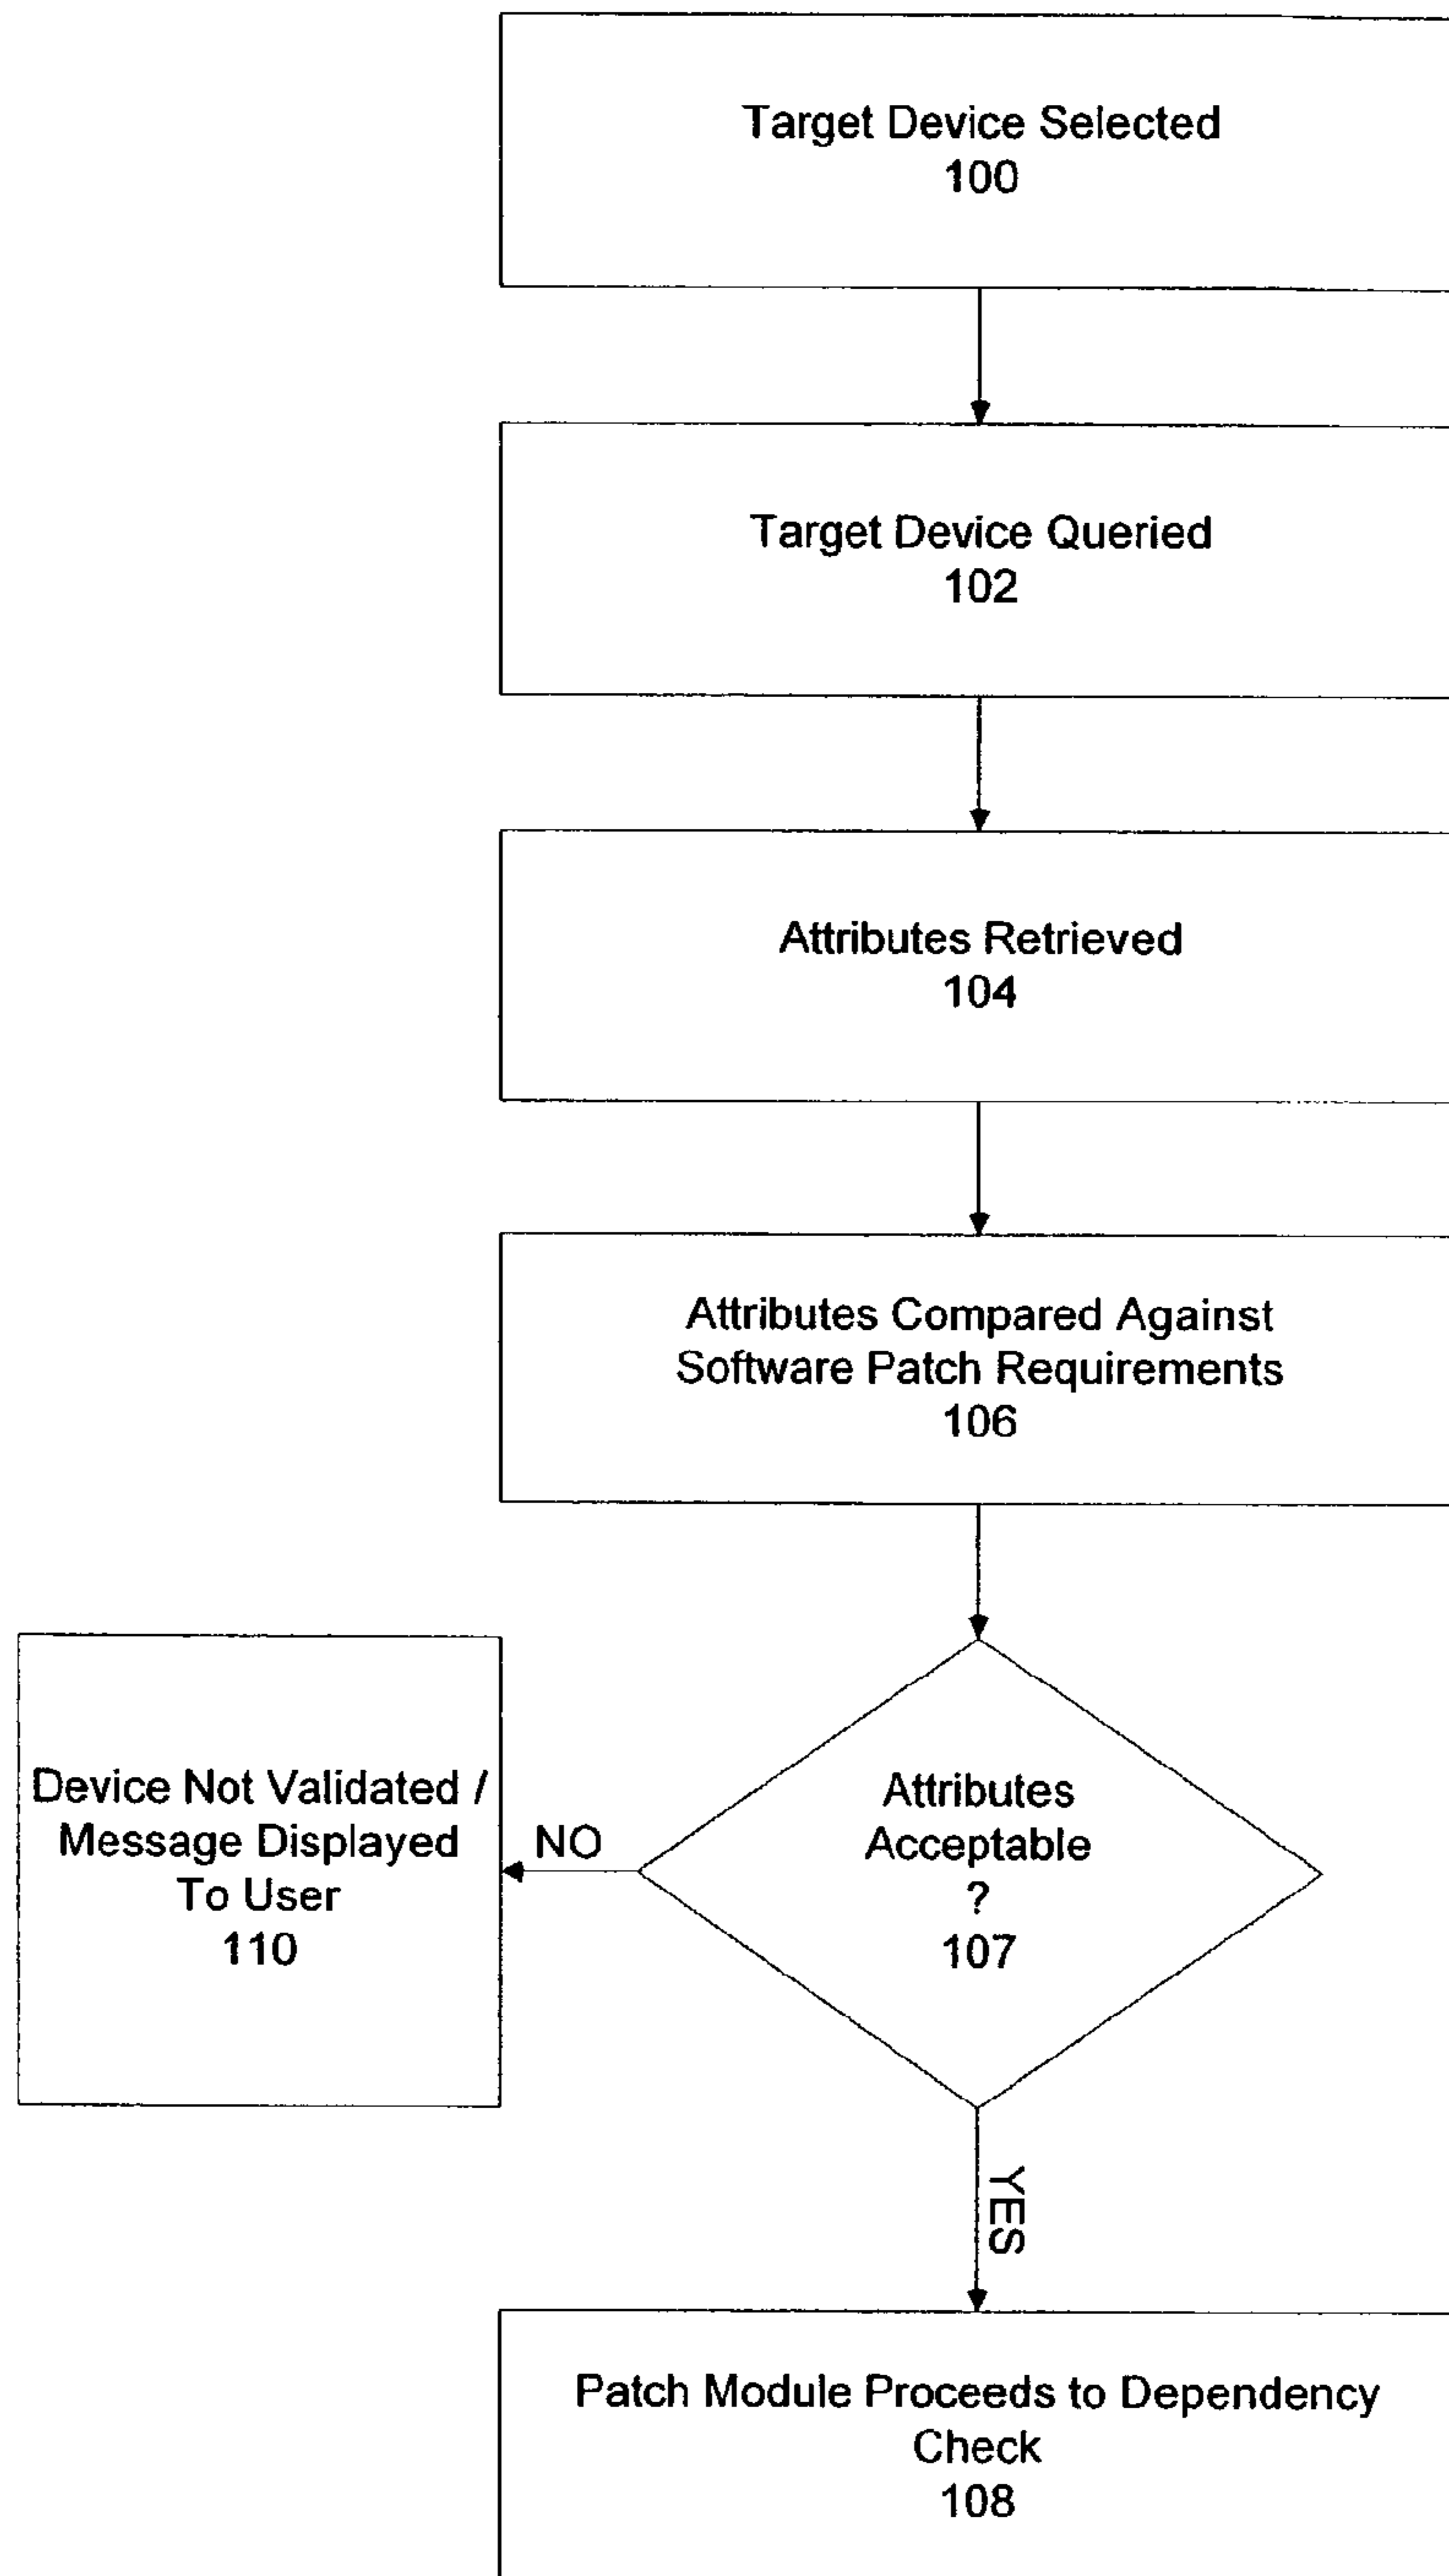 Target Device Selected
100
Target Device Queried
102
Attributes Retrieved
104
Attributes Compared Against
Software Patch Requirements
106
Attributes
Acceptable
?
107
NO
Device Not Validated /
Message Displayed
To User
110
YES
Patch Module Proceeds to Dependency
Check
108